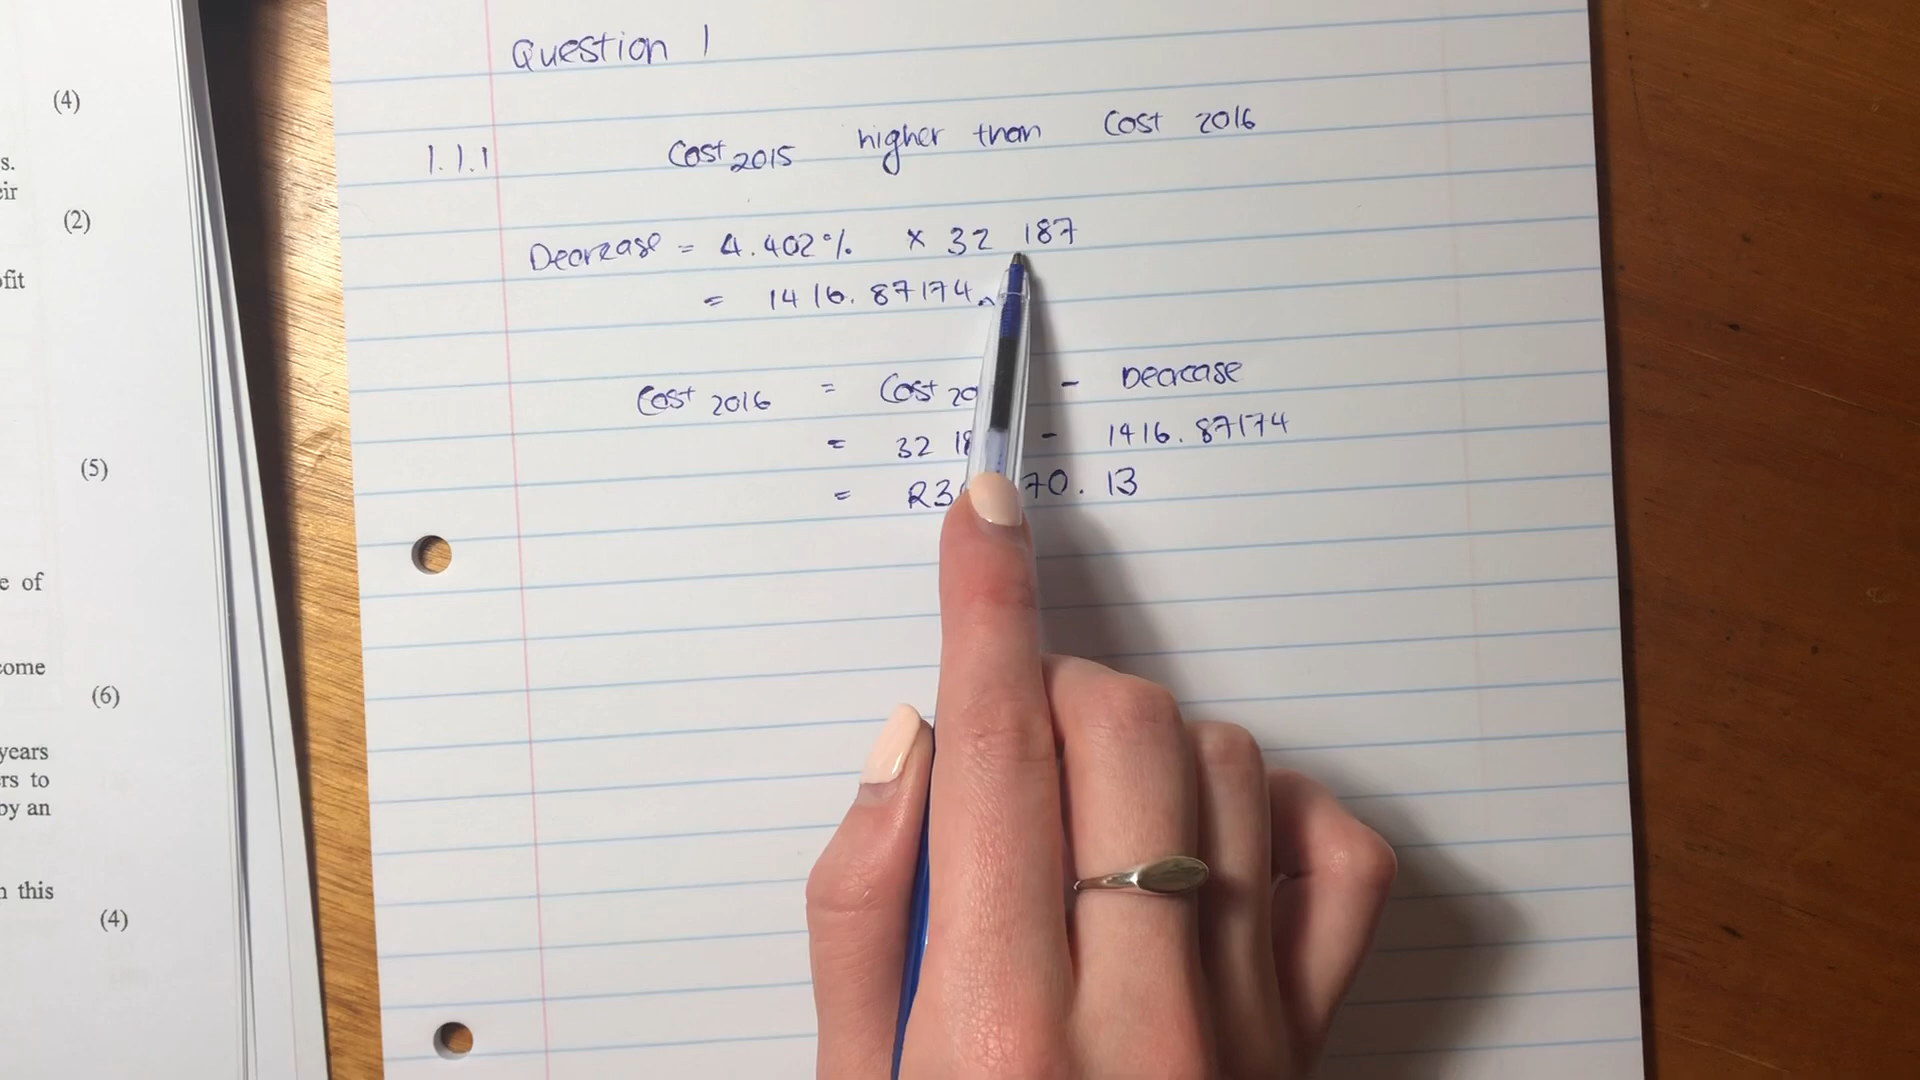 (4)
s.
eir
(2)
ofit
(5)
e of
come
(6)
years
rs to
by an
n this
(4)
Question 1
1.1.1 Cost 2015 higher than Cost 2016
Decrease = 4.402% × 32 187
= 1416.87174
Cost 2016 = Cost 20 - Decrease
= 32 18 - 1416.87174
= R3 70.13